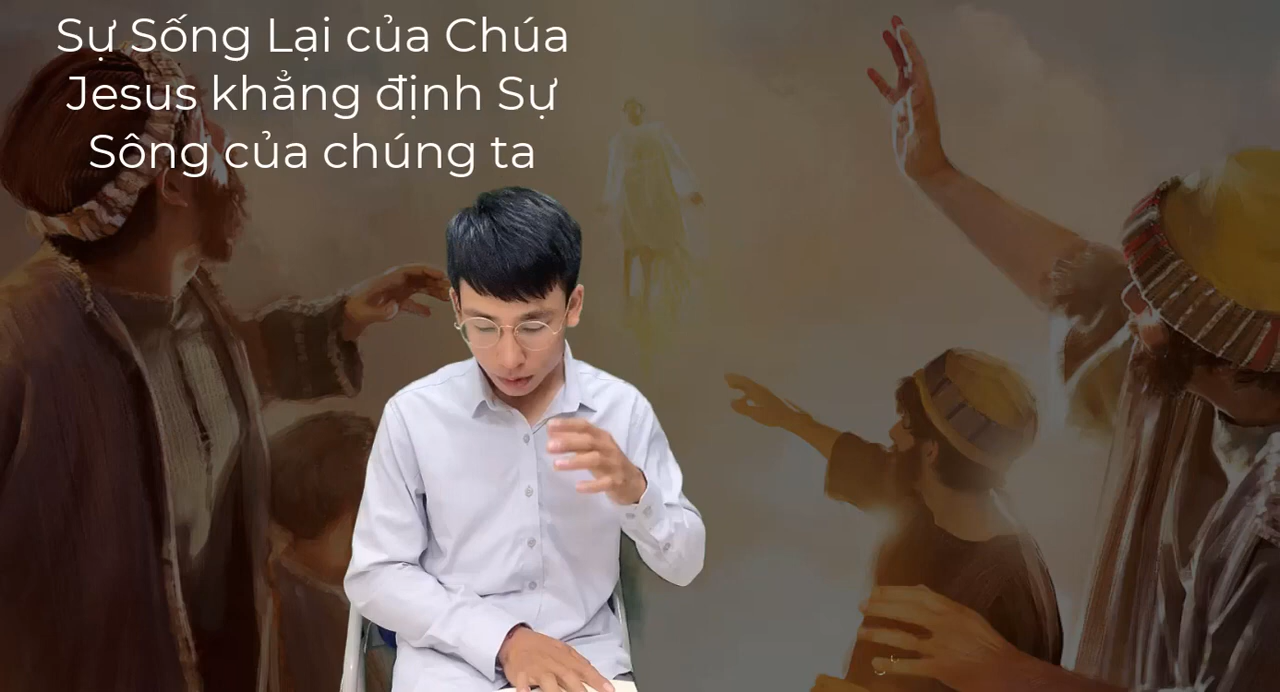 Sự Sống Lại của Chúa
Jesus khẳng định Sự
Sông của chúng ta